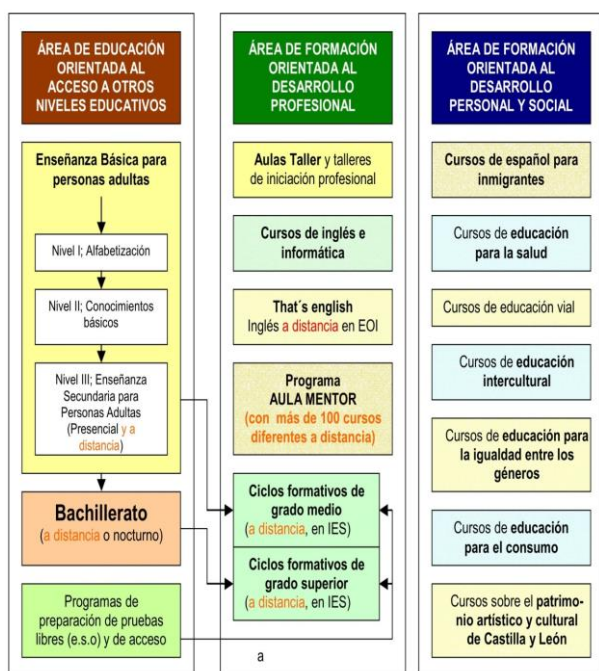 ÁREA DE EDUCACIÓN
ORIENTADA AL
ACCESO A OTROS
NIVELES EDUCATIVOS
Enseñanza Básica para
personas adultas
Nivel I; Alfabetización
Nivel II; Conocimientos
básicos
Nivel III; Enseñanza
Secundaria para
Personas Adultas
(Presencial y a
distancia)
Bachillerato
(a distancia o nocturno)
Programas de
preparación de pruebas
libres (e.s.o) y de acceso
ÁREA DE FORMACIÓN
ORIENTADA AL
DESARROLLO
PROFESIONAL
Aulas Taller y talleres
de iniciación profesional
Cursos de inglés e
informática
That´s english
Inglés a distancia en EOI
Programa
AULA MENTOR
(con más de 100 cursos
diferentes a distancia)
Ciclos formativos de
grado medio
(a distancia, en IES)
Ciclos formativos de
grado superior
(a distancia, en IES)
a
ÁREA DE FORMACIÓN
ORIENTADA AL
DESARROLLO
PERSONAL Y SOCIAL
Cursos de español para
inmigrantes
Cursos de educación
para la salud
Cursos de educación vial
Cursos de educación
intercultural
Cursos de educación para
la igualdad entre los
géneros
Cursos de educación
para el consumo
Cursos sobre el patrimo-
nio artístico y cultural
de Castilla y León